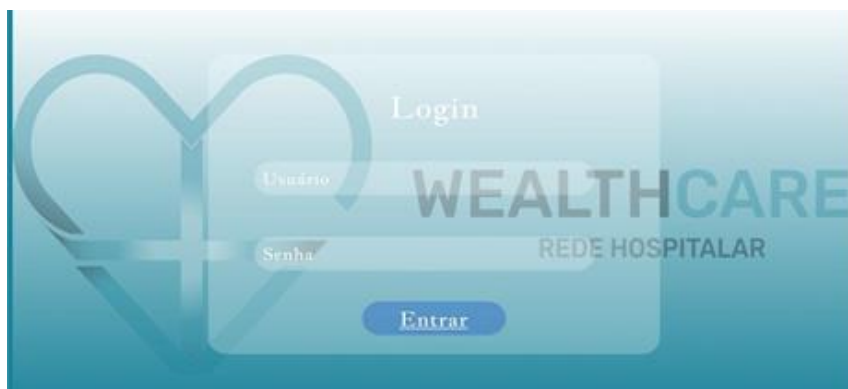 Login
Usuário
WEALTHCARE
Senha
REDE HOSPITALAR
Entrar